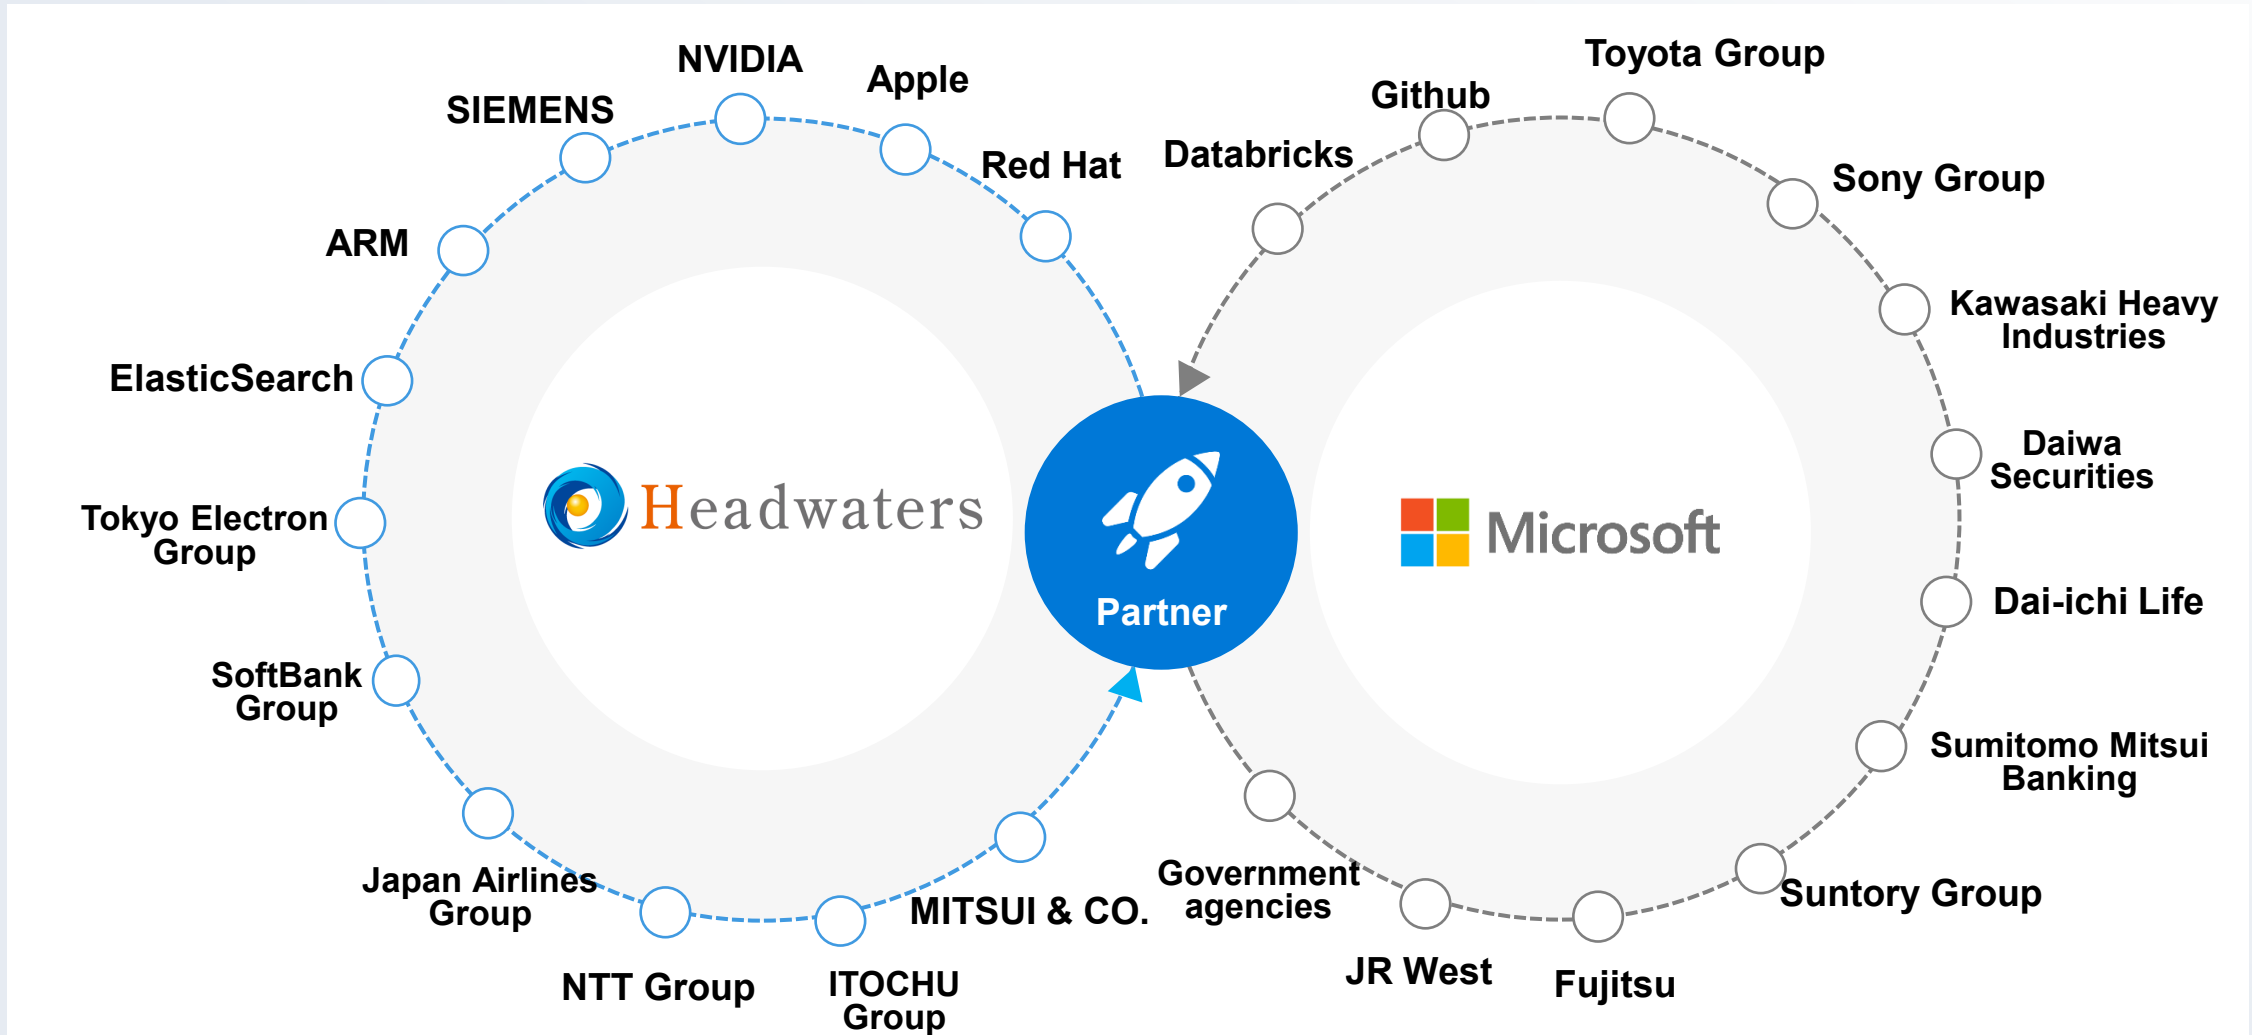 NVIDIA
Apple
SIEMENS
Red Hat
ARM
ElasticSearch
Tokyo Electron
Group
SoftBank
Group
Japan Airlines
Group
NTT Group
ITOCHU
Group
MITSUI & CO.
Headwaters
Partner
Microsoft
Toyota Group
Github
Databricks
Sony Group
Kawasaki Heavy
Industries
Daiwa
Securities
Dai-ichi Life
Sumitomo Mitsui
Banking
Suntory Group
Fujitsu
JR West
Government
agencies